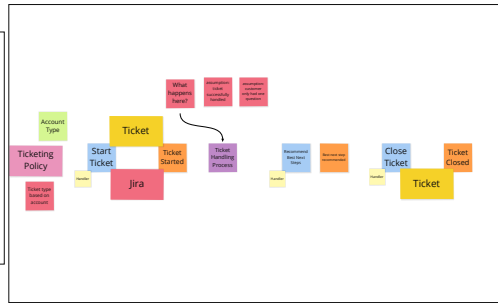 What
happens
here?
assumption:
ticket
successfully
handled
assumption:
customer
only had one
question
Account
Type
Ticket
Ticketing
Policy
Start
Ticket
Ticket
Started
Ticket
Handling
Process
Recommend
Best Next
Steps
Best next step
recommended
Close
Ticket
Ticket
Closed
Handler
Jira
Handler
Handler
Ticket
Ticket type
based on
account